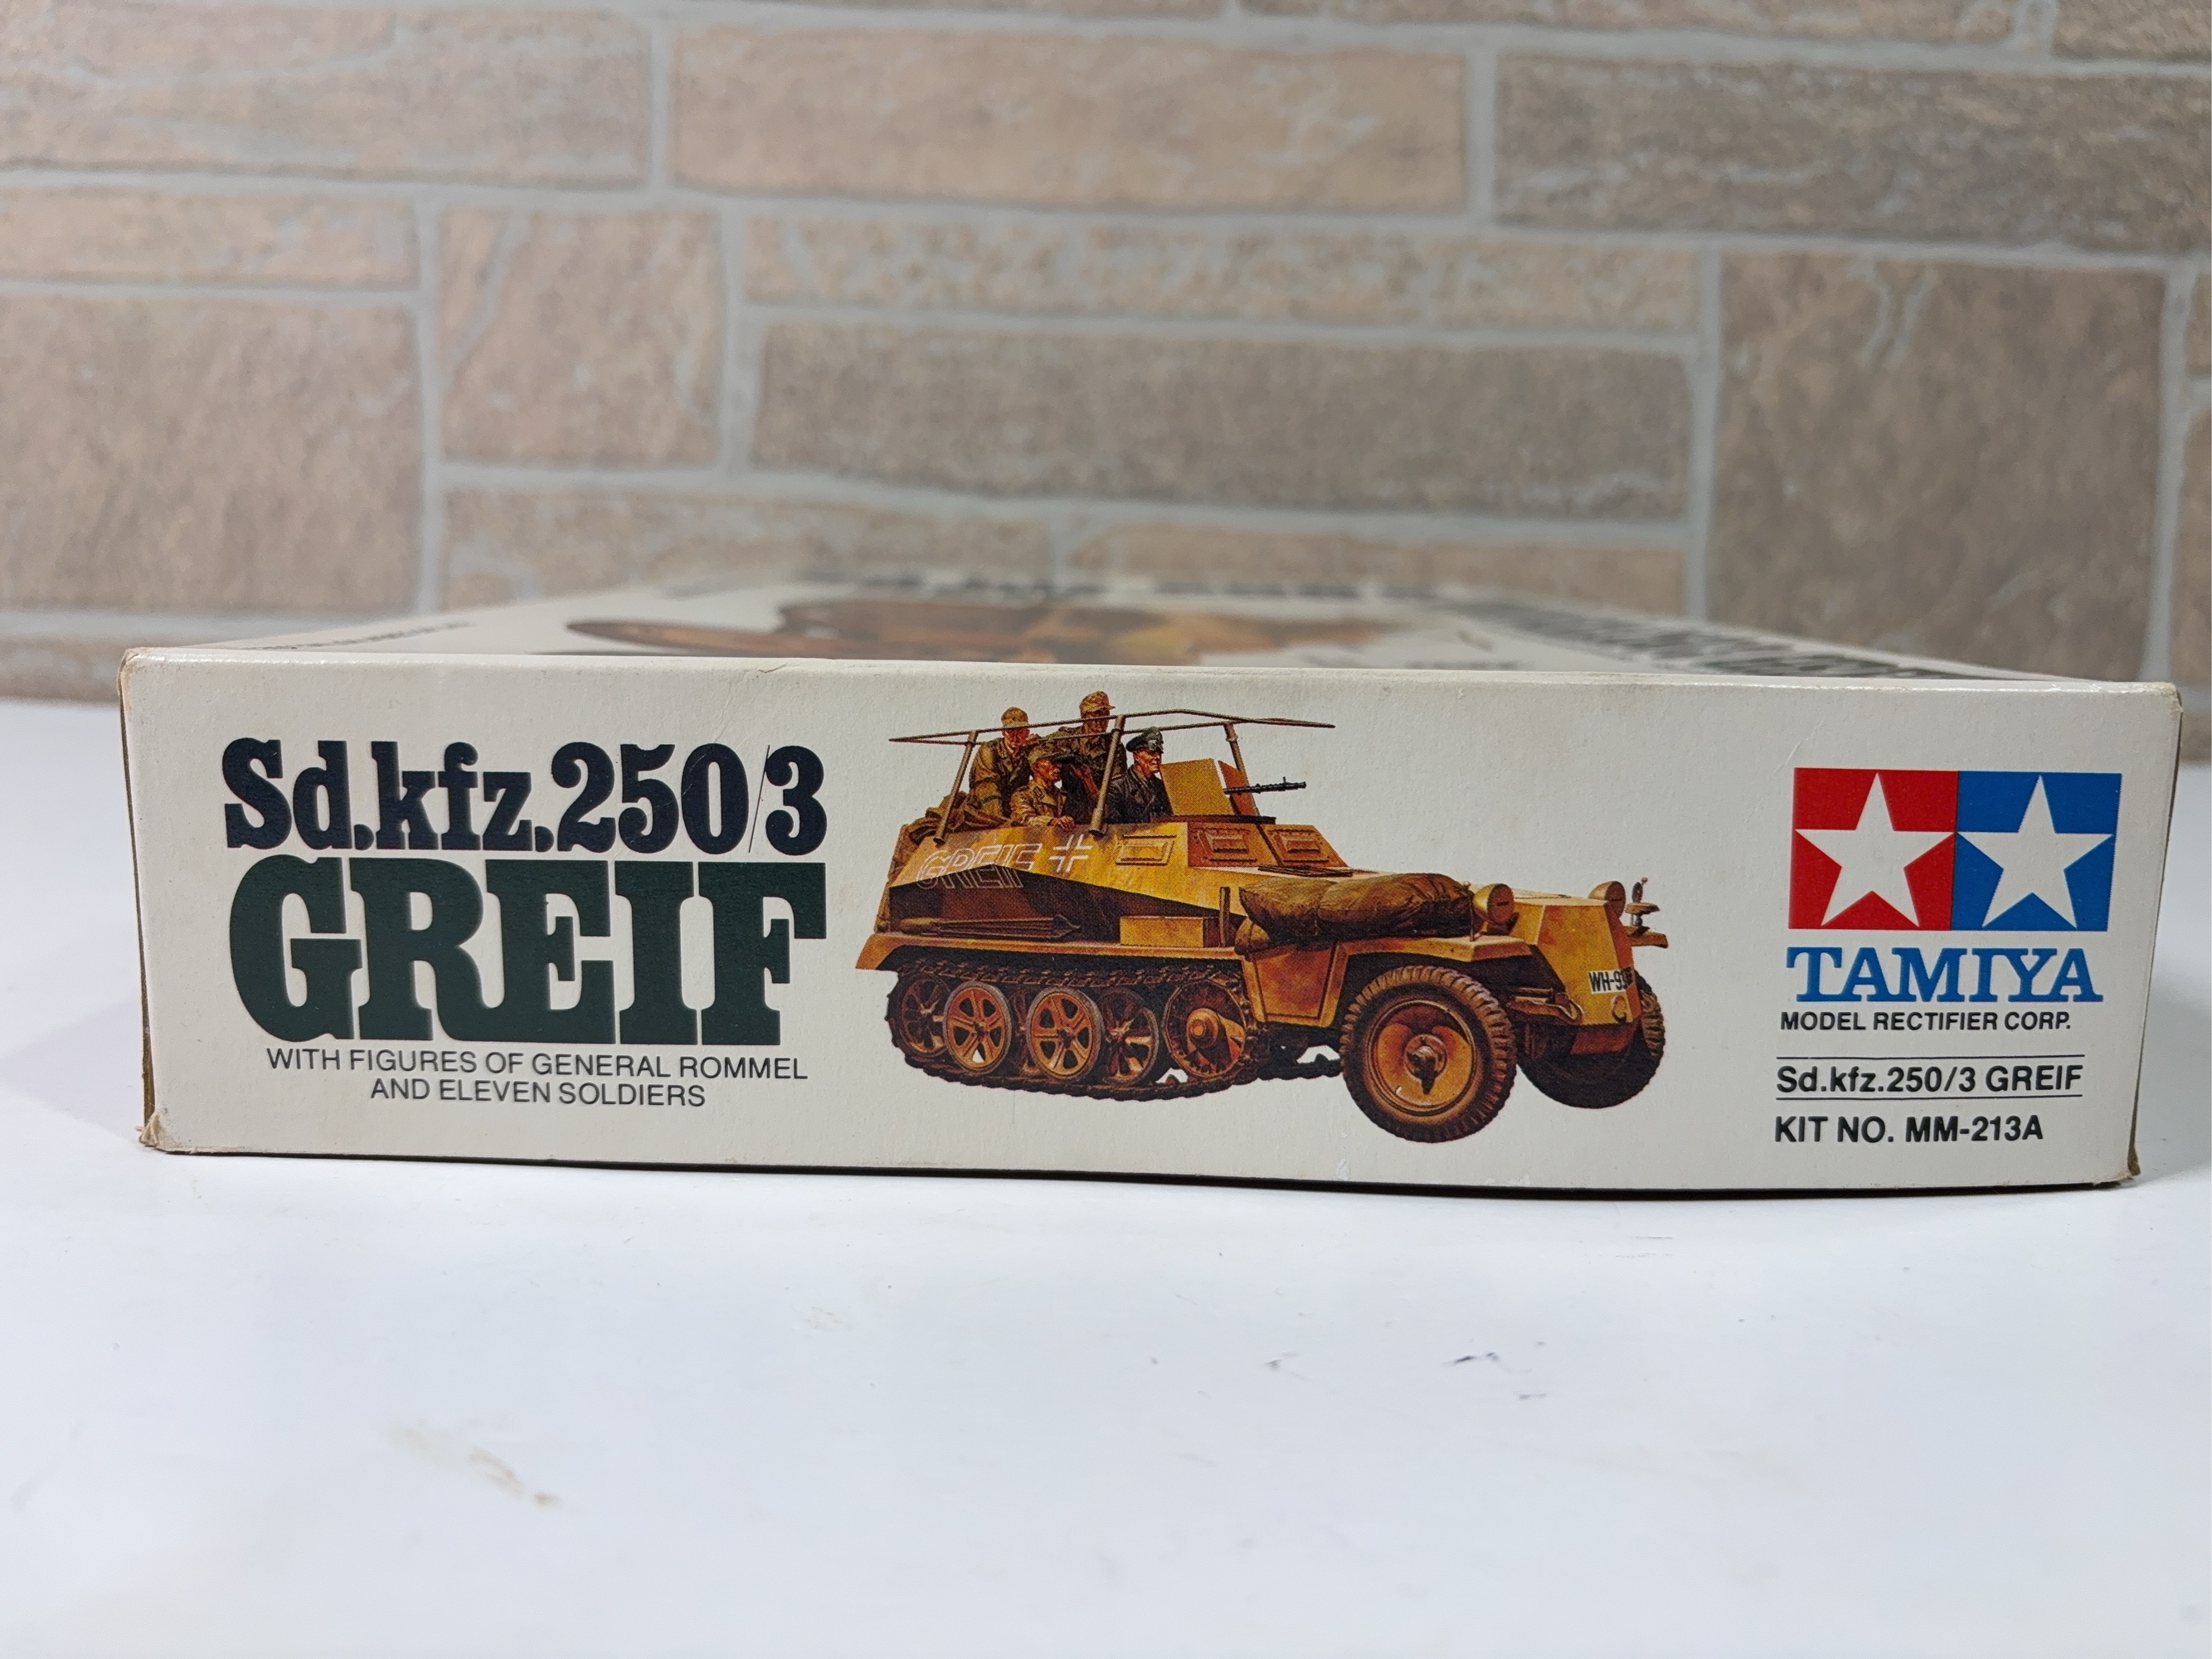 Sd.kfz.250/3
GREIF
WITH FIGURES OF GENERAL ROMMEL
AND ELEVEN SOLDIERS
GREIF
TAMIYA
MODEL RECTIFIER CORP.
Sd.kfz.250/3 GREIF
KIT NO. MM-213A